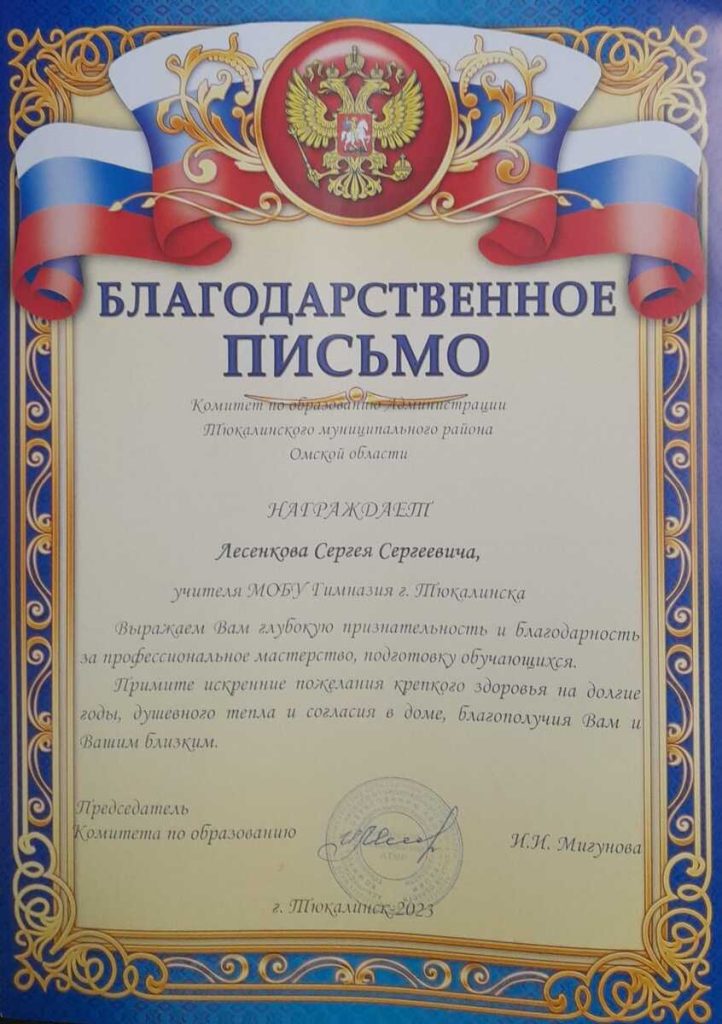 БЛАГОДАРСТВЕННОЕ
ПИСЬМО
Комитет по образованию Администрации
Тюкалинского муниципального района
Омской области
НАГРАЖДАЕТ
Лесенкова Сергея Сергеевича,
учителя МОБУ Гимназия г. Тюкалинска
Выражаем Вам глубокую признательность и благодарность
за профессиональное мастерство, подготовку обучающихся.
Примите искренние пожелания крепкого здоровья на долгие
годы, душевного тепла и согласия в доме, благополучия Вам и
Вашим близким.
Председатель
Комитета по образованию
И.И. Мигунова
г. Тюкалинск-2023